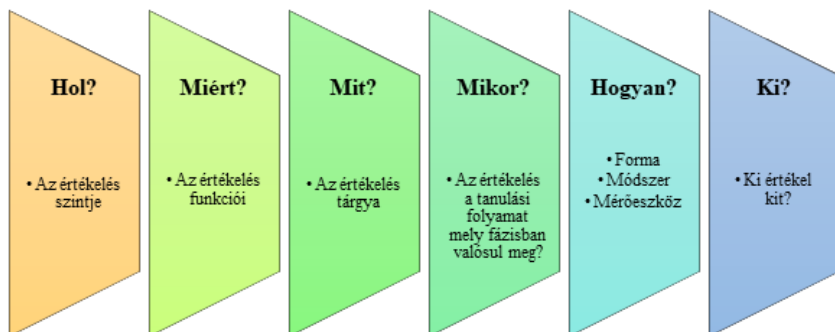 Hol?
• Az értékelés
szintje
Miért?
• Az értékelés
funkciói
Mit?
• Az értékelés
tárgya
Mikor?
• Az értékelés
a tanulási
folyamat
mely fázisban
valósul meg?
Hogyan?
• Forma
• Módszer
• Mérőeszköz
Ki?
• Ki értékel
kit?